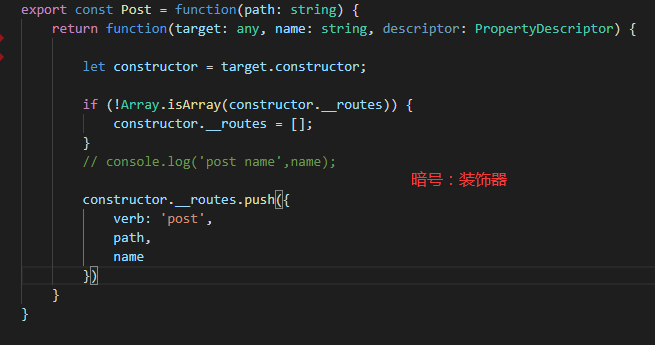 export const Post = function(path: string) {
    return function(target: any, name: string, descriptor: PropertyDescriptor) {
        let constructor = target.constructor;
        if (!Array.isArray(constructor.__routes)) {
            constructor.__routes = [];
        }
        // console.log('post name',name);
暗号：装饰器
        constructor.__routes.push({
            verb: 'post',
            path,
            name
        })
    }
}